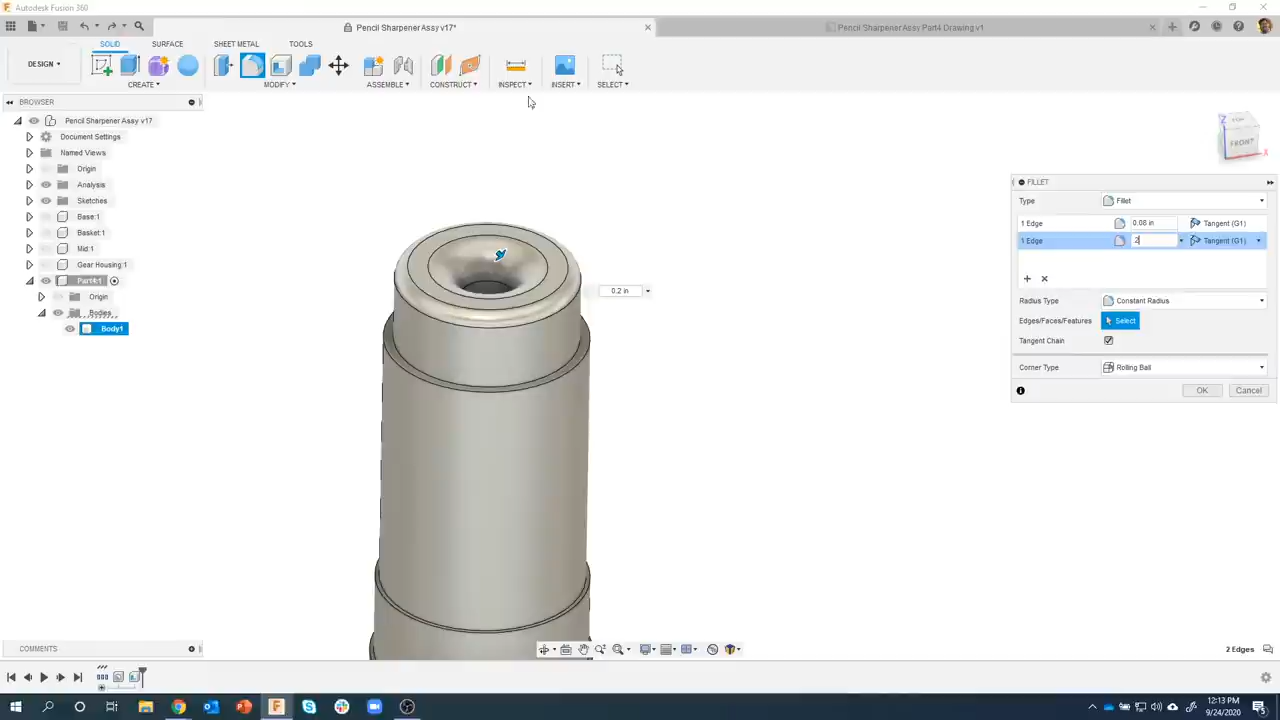 Autodesk Fusion 360
Pencil Sharpener Assy v17*
Pencil Sharpener Assy Part4 Drawing v1
SOLID
SURFACE
SHEET METAL
TOOLS
DESIGN
CREATE
MODIFY
ASSEMBLE
CONSTRUCT
INSPECT
INSERT
SELECT
BROWSER
Pencil Sharpener Assy v17
Document Settings
Named Views
Origin
Analysis
Sketches
Base:1
Basket:1
Mid:1
Gear Housing:1
Part4:1
Origin
Bodies
Body1
0.2 in
Z
TOP
FRONT
X
FILLET
Type
Fillet
1 Edge
0.08 in
Tangent (G1)
1 Edge
.2
Tangent (G1)
Radius Type
Constant Radius
Edges/Faces/Features
Select
Tangent Chain
Corner Type
Rolling Ball
OK
Cancel
COMMENTS
2 Edges
12:13 PM
9/24/2020